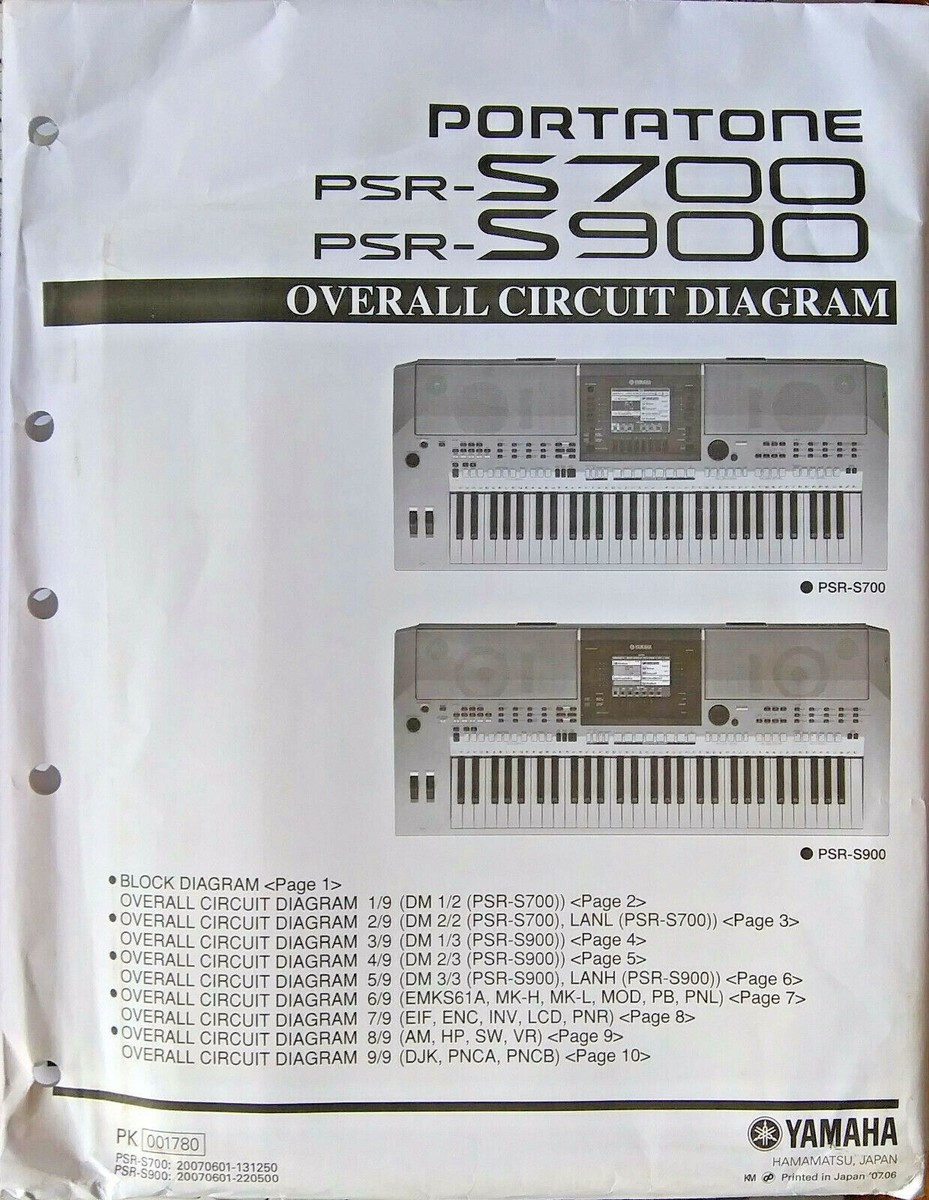 PORTATONE
PSR-S700
PSR-S900
OVERALL CIRCUIT DIAGRAM
YAMAHA
● PSR-S700
YAMAHA
● PSR-S900
• BLOCK DIAGRAM <Page 1>
OVERALL CIRCUIT DIAGRAM 1/9 (DM 1/2 (PSR-S700)) <Page 2>
• OVERALL CIRCUIT DIAGRAM 2/9 (DM 2/2 (PSR-S700), LANL (PSR-S700)) <Page 3>
OVERALL CIRCUIT DIAGRAM 3/9 (DM 1/3 (PSR-S900)) <Page 4>
• OVERALL CIRCUIT DIAGRAM 4/9 (DM 2/3 (PSR-S900)) <Page 5>
OVERALL CIRCUIT DIAGRAM 5/9 (DM 3/3 (PSR-S900), LANH (PSR-S900)) <Page 6>
• OVERALL CIRCUIT DIAGRAM 6/9 (EMKS61A, MK-H, MK-L, MOD, PB, PNL) <Page 7>
OVERALL CIRCUIT DIAGRAM 7/9 (EIF, ENC, INV, LCD, PNR) <Page 8>
• OVERALL CIRCUIT DIAGRAM 8/9 (AM, HP, SW, VR) <Page 9>
OVERALL CIRCUIT DIAGRAM 9/9 (DJK, PNCA, PNCB) <Page 10>
PK 001780
PSR-S700: 20070601-131250
PSR-S900: 20070601-220500
YAMAHA
HAMAMATSU, JAPAN
KM Printed in Japan '07.06